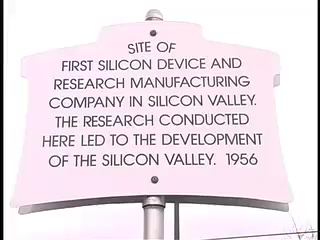 SITE OF
FIRST SILICON DEVICE AND
RESEARCH MANUFACTURING
COMPANY IN SILICON VALLEY.
THE RESEARCH CONDUCTED
HERE LED TO THE DEVELOPMENT
OF THE SILICON VALLEY. 1956